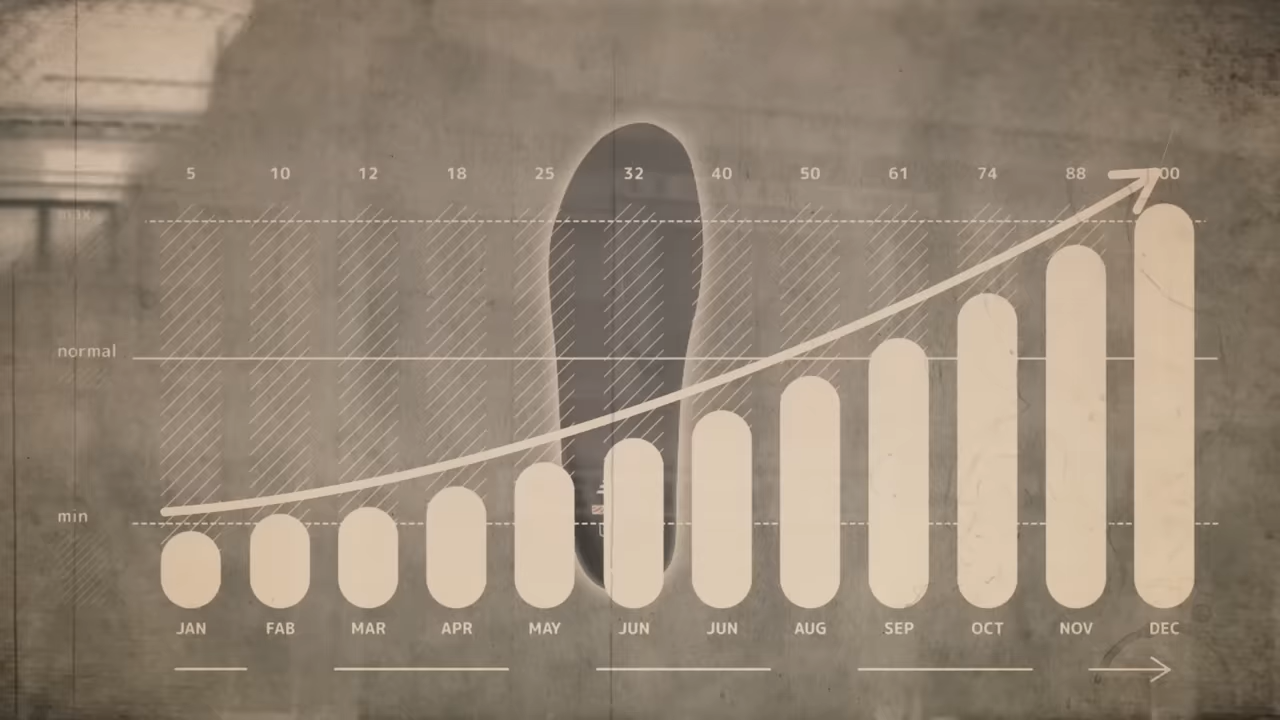 5 10 12 18 25 32 40 50 61 74 88
max
normal
min
JAN FAB MAR APR MAY JUN JUN AUG SEP OCT NOV DEC